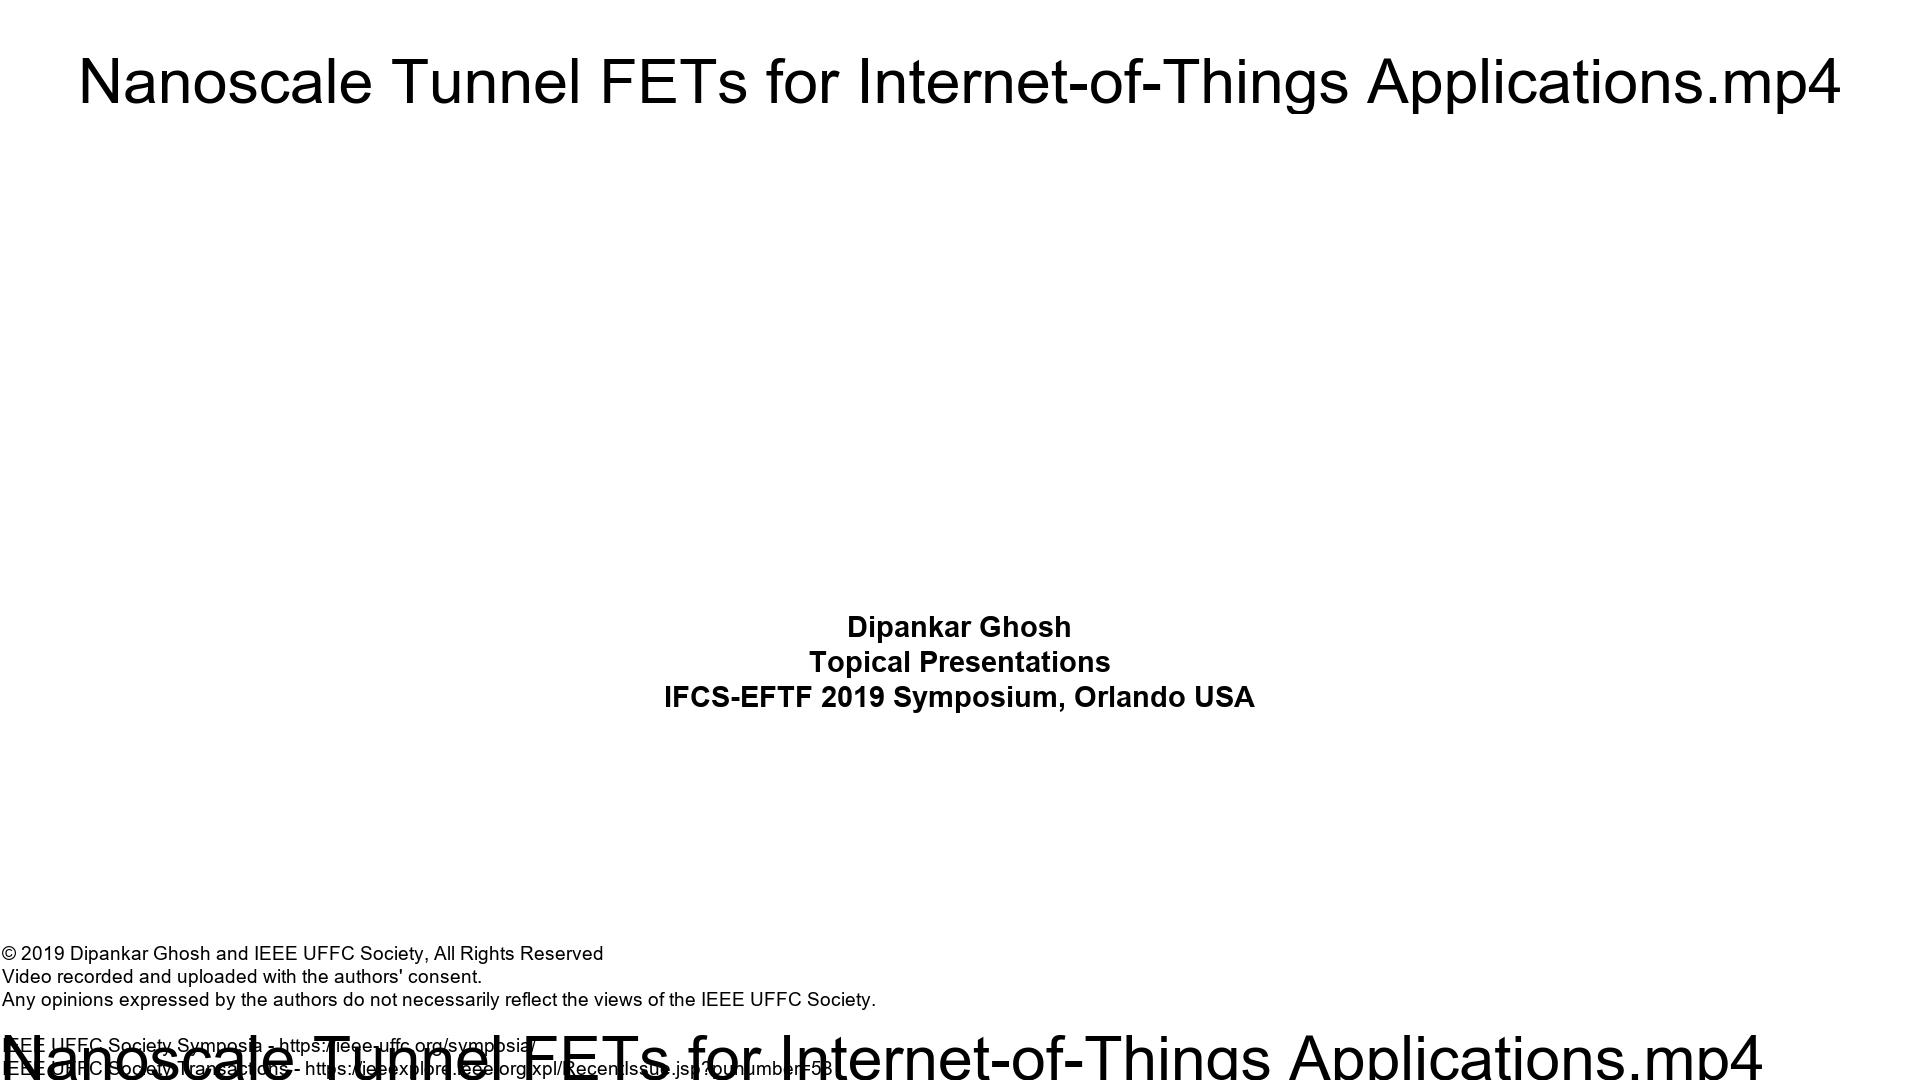 Nanoscale Tunnel FETs for Internet-of-Things Applications.mp4
Dipankar Ghosh
Topical Presentations
IFCS-EFTF 2019 Symposium, Orlando USA
© 2019 Dipankar Ghosh and IEEE UFFC Society, All Rights Reserved
Video recorded and uploaded with the authors' consent.
Any opinions expressed by the authors do not necessarily reflect the views of the IEEE UFFC Society.
IEEE UFFC Society Symposia - https://ieee-uffc.org/symposia/
Nanoscale Tunnel FETs for Internet-of-Things Applications.mp4
IEEE UFFC Society Transactions - https://ieeexplore.ieee.org/xpl/RecentIssue.jsp?punumber=58